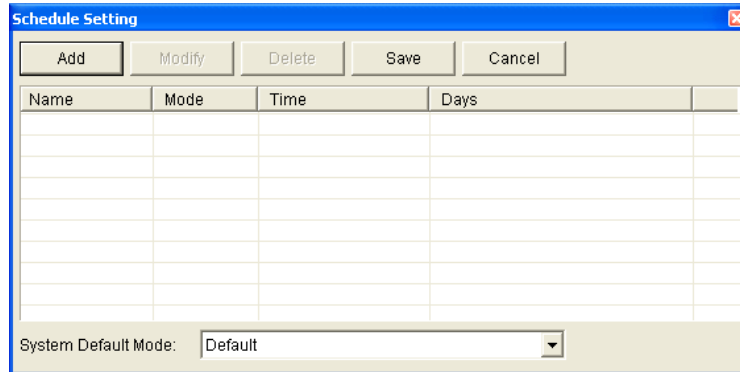 Schedule Setting
Add Modify Delete Save Cancel
Name Mode Time Days
System Default Mode: Default